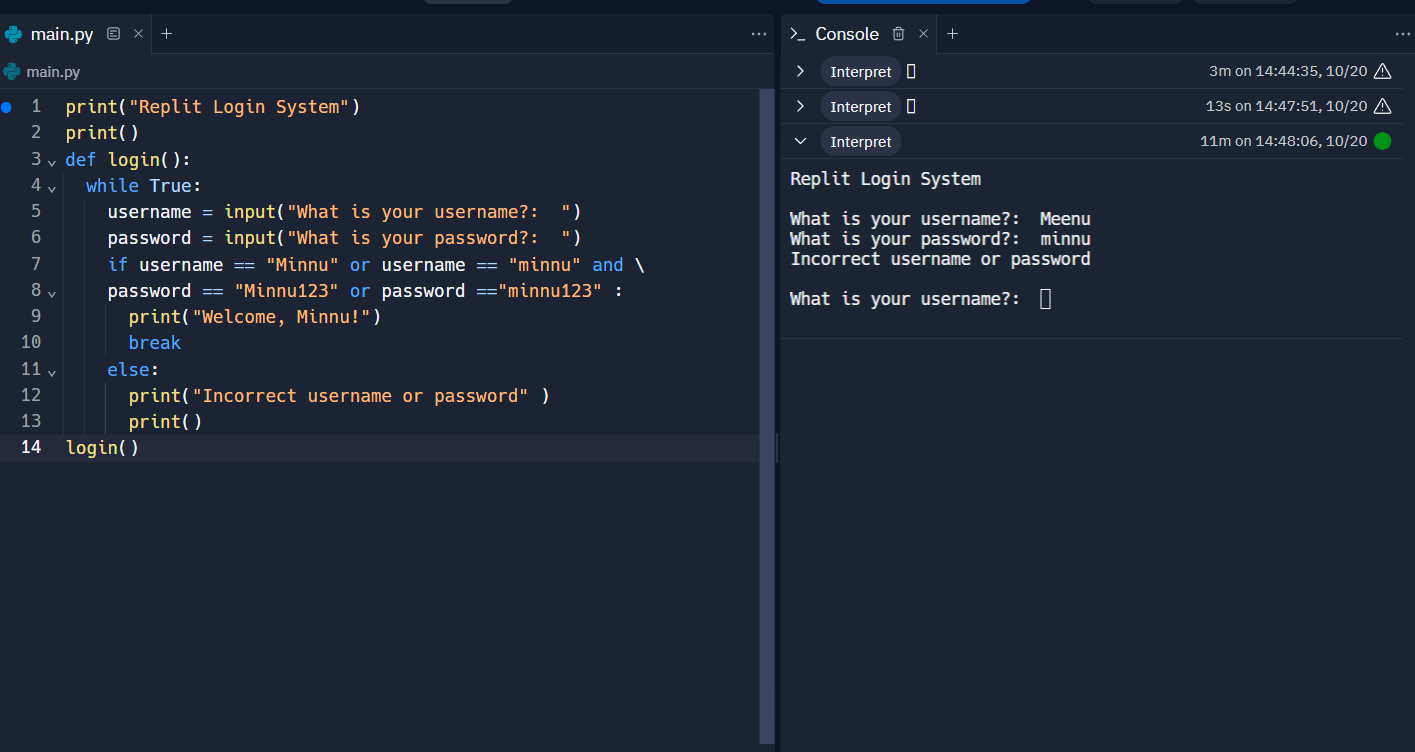 main.py
main.py
1 print("Replit Login System")
2 print()
3 def login():
4   while True:
5     username = input("What is your username?:  ")
6     password = input("What is your password?:  ")
7     if username == "Minnu" or username == "minnu" and \
8     password == "Minnu123" or password =="minnu123" :
9       print("Welcome, Minnu!")
10       break
11     else:
12       print("Incorrect username or password" )
13       print()
14 login()
Console
Interpret 3m on 14:44:35, 10/20
Interpret 13s on 14:47:51, 10/20
Interpret 11m on 14:48:06, 10/20
Replit Login System
What is your username?:  Meenu
What is your password?:  minnu
Incorrect username or password
What is your username?: